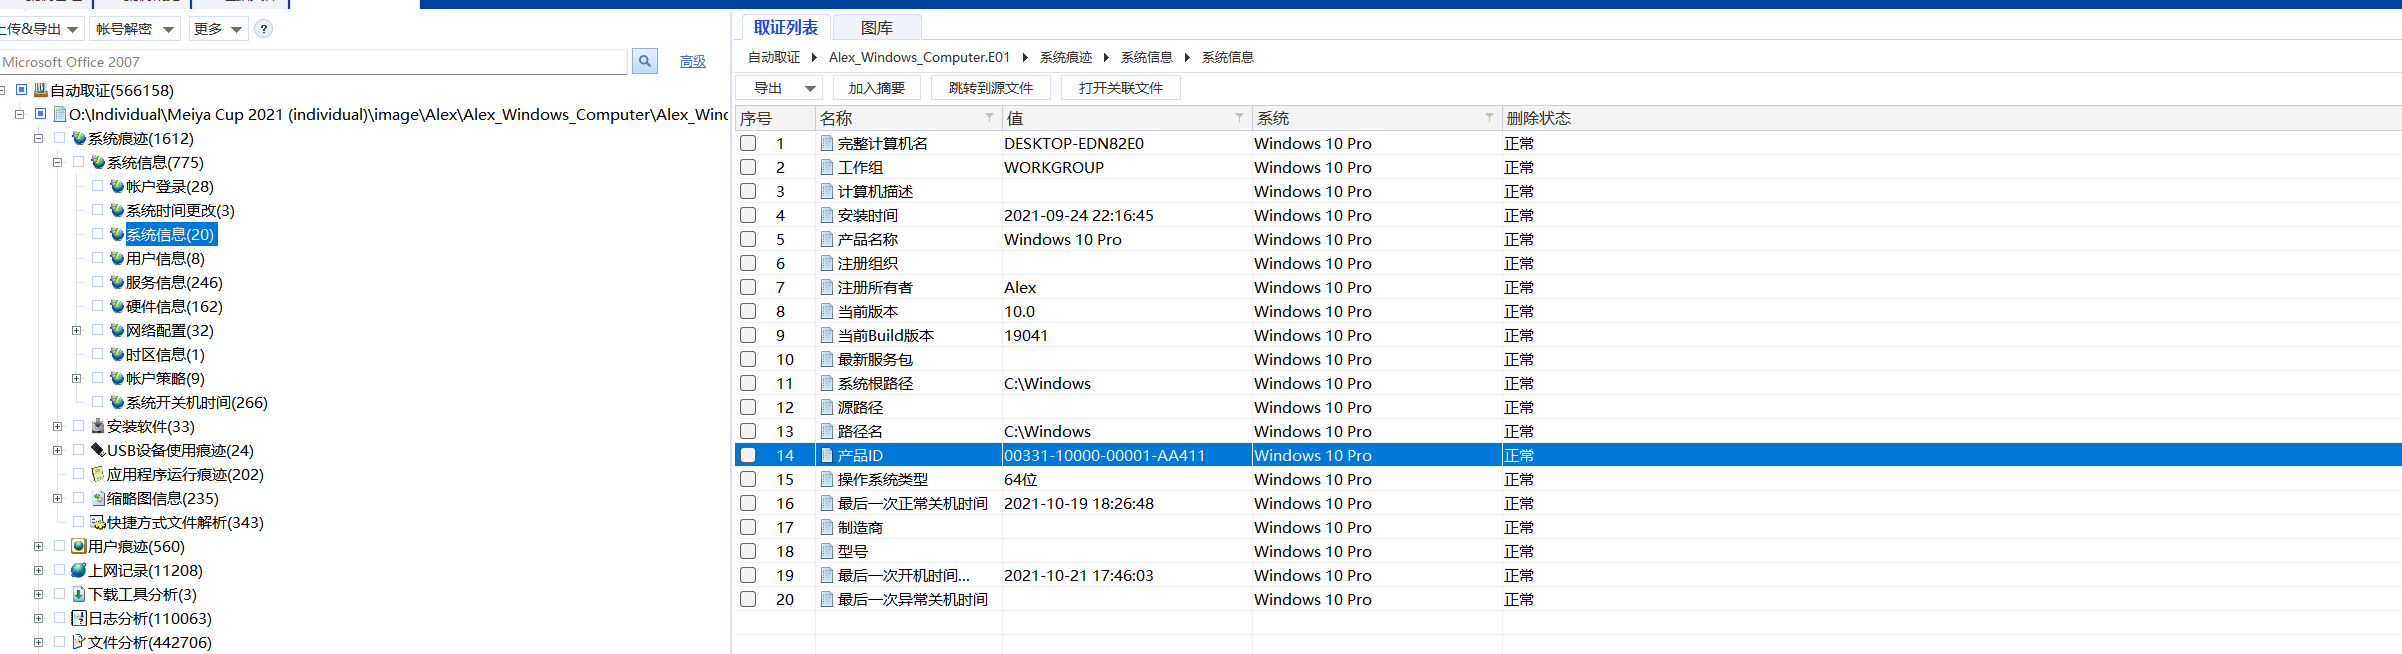 上传&导出 帐号解密 更多 ?
Microsoft Office 2007 高级
自动取证(566158)
O:\Individual\Meiya Cup 2021 (individual)\image\Alex\Alex_Windows_Computer\Alex_Winc
系统痕迹(1612)
系统信息(775)
帐户登录(28)
系统时间更改(3)
系统信息(20)
用户信息(8)
服务信息(246)
硬件信息(162)
网络配置(32)
时区信息(1)
帐户策略(9)
系统开关机时间(266)
安装软件(33)
USB设备使用痕迹(24)
应用程序运行痕迹(202)
缩略图信息(235)
快捷方式文件解析(343)
用户痕迹(560)
上网记录(11208)
下载工具分析(3)
日志分析(110063)
文件分析(442706)
取证列表 图库
自动取证 Alex_Windows_Computer.E01 系统痕迹 系统信息 系统信息
导出 加入摘要 跳转到源文件 打开关联文件
序号 名称 值 系统 删除状态
1 完整计算机名 DESKTOP-EDN82E0 Windows 10 Pro 正常
2 工作组 WORKGROUP Windows 10 Pro 正常
3 计算机描述 Windows 10 Pro 正常
4 安装时间 2021-09-24 22:16:45 Windows 10 Pro 正常
5 产品名称 Windows 10 Pro Windows 10 Pro 正常
6 注册组织 Windows 10 Pro 正常
7 注册所有者 Alex Windows 10 Pro 正常
8 当前版本 10.0 Windows 10 Pro 正常
9 当前Build版本 19041 Windows 10 Pro 正常
10 最新服务包 Windows 10 Pro 正常
11 系统根路径 C:\Windows Windows 10 Pro 正常
12 源路径 Windows 10 Pro 正常
13 路径名 C:\Windows Windows 10 Pro 正常
14 产品ID 00331-10000-00001-AA411 Windows 10 Pro 正常
15 操作系统类型 64位 Windows 10 Pro 正常
16 最后一次正常关机时间 2021-10-19 18:26:48 Windows 10 Pro 正常
17 制造商 Windows 10 Pro 正常
18 型号 Windows 10 Pro 正常
19 最后一次开机时间... 2021-10-21 17:46:03 Windows 10 Pro 正常
20 最后一次异常关机时间 Windows 10 Pro 正常